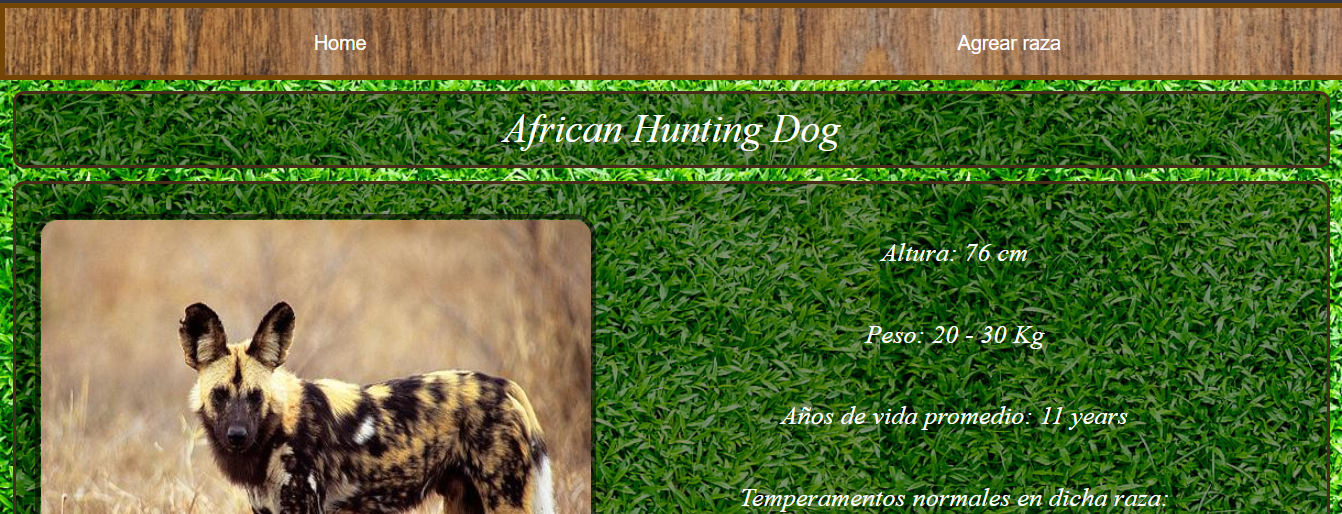 Home
Agrear raza
African Hunting Dog
Altura: 76 cm
Peso: 20 - 30 Kg
Años de vida promedio: 11 years
Temperamentos normales en dicha raza: